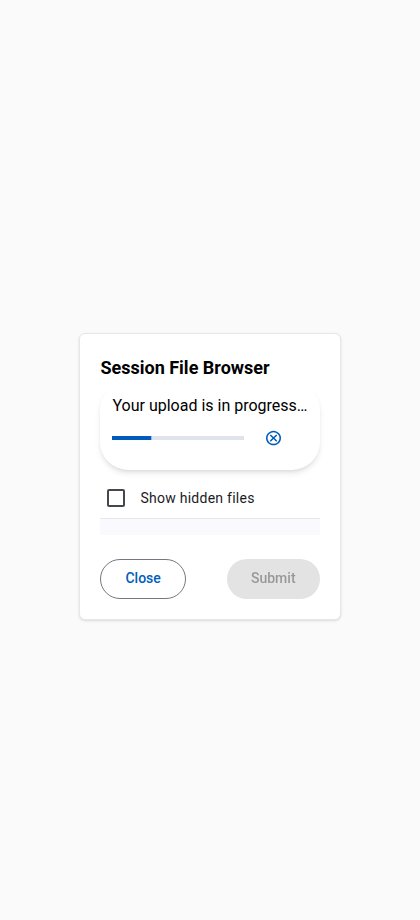 Session File Browser
Your upload is in progress...
Show hidden files
Close
Submit